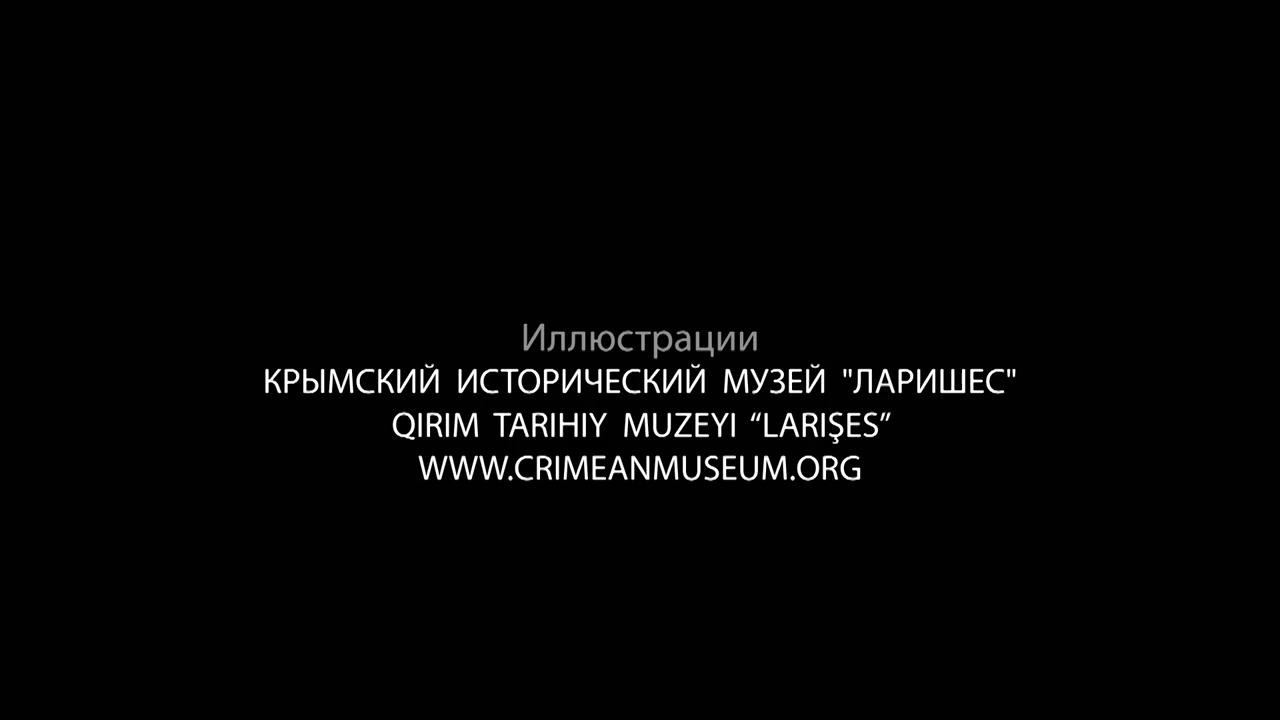 Иллюстрации
КРЫМСКИЙ ИСТОРИЧЕСКИЙ МУЗЕЙ "ЛАРИШЕС"
QIRIM TARIHIY MUZEYI “LARIŞES”
WWW.CRIMEANMUSEUM.ORG